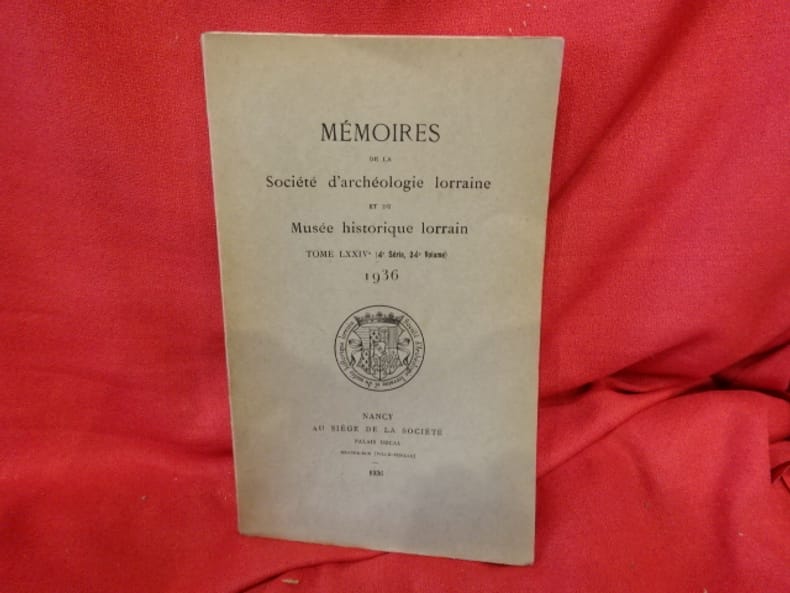 MÉMOIRES
DE LA
Société d'archéologie lorraine
ET DU
Musée historique lorrain
TOME LXXIVᵉ (4ᵉ Série, 24ᵉ Volume)
1936
NANCY
AU SIÈGE DE LA SOCIÉTÉ
PALAIS DUCAL
1936